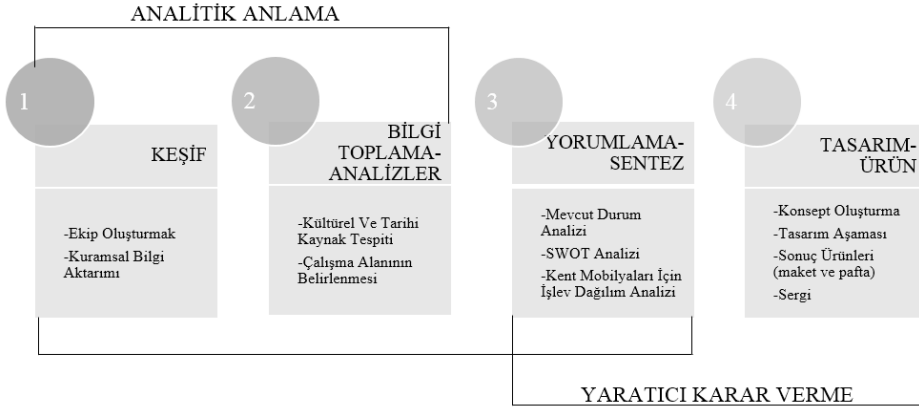 ANALİTİK ANLAMA
1
KEŞİF
-Ekip Oluşturmak
-Kuramsal Bilgi
Aktarımı
2
BİLGİ
TOPLAMA-
ANALİZLER
-Kültürel Ve Tarihi
Kaynak Tespiti
-Çalışma Alanının
Belirlenmesi
3
YORUMLAMA-
SENTEZ
-Mevcut Durum
Analizi
-SWOT Analizi
-Kent Mobilyaları İçin
İşlev Dağılım Analizi
4
TASARIM-
ÜRÜN
-Konsept Oluşturma
-Tasarım Aşaması
-Sonuç Ürünleri
(maket ve pafta)
-Sergi
YARATICI KARAR VERME